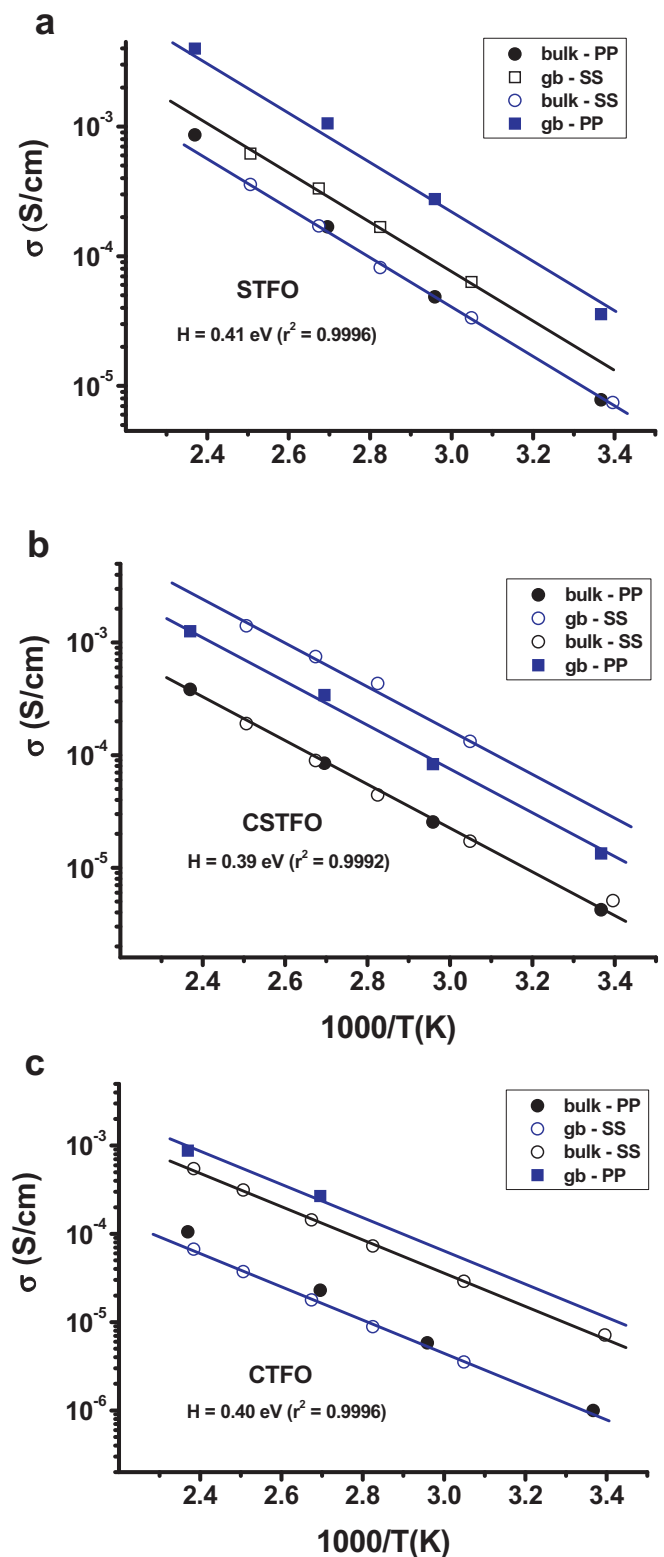 a
bulk - PP
gb - SS
bulk - SS
gb - PP
10⁻³
10⁻⁴
10⁻⁵
σ (S/cm)
STFO
H = 0.41 eV (r² = 0.9996)
2.4 2.6 2.8 3.0 3.2 3.4
b
bulk - PP
gb - SS
bulk - SS
gb - PP
10⁻³
10⁻⁴
10⁻⁵
σ (S/cm)
CSTFO
H = 0.39 eV (r² = 0.9992)
2.4 2.6 2.8 3.0 3.2 3.4
1000/T(K)
c
bulk - PP
gb - SS
bulk - SS
gb - PP
10⁻³
10⁻⁴
10⁻⁵
10⁻⁶
σ (S/cm)
CTFO
H = 0.40 eV (r² = 0.9996)
2.4 2.6 2.8 3.0 3.2 3.4
1000/T(K)